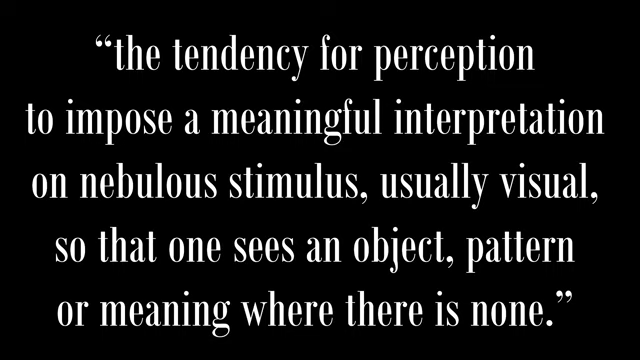 “the tendency for perception
to impose a meaningful interpretation
on nebulous stimulus, usually visual,
so that one sees an object, pattern
or meaning where there is none.”